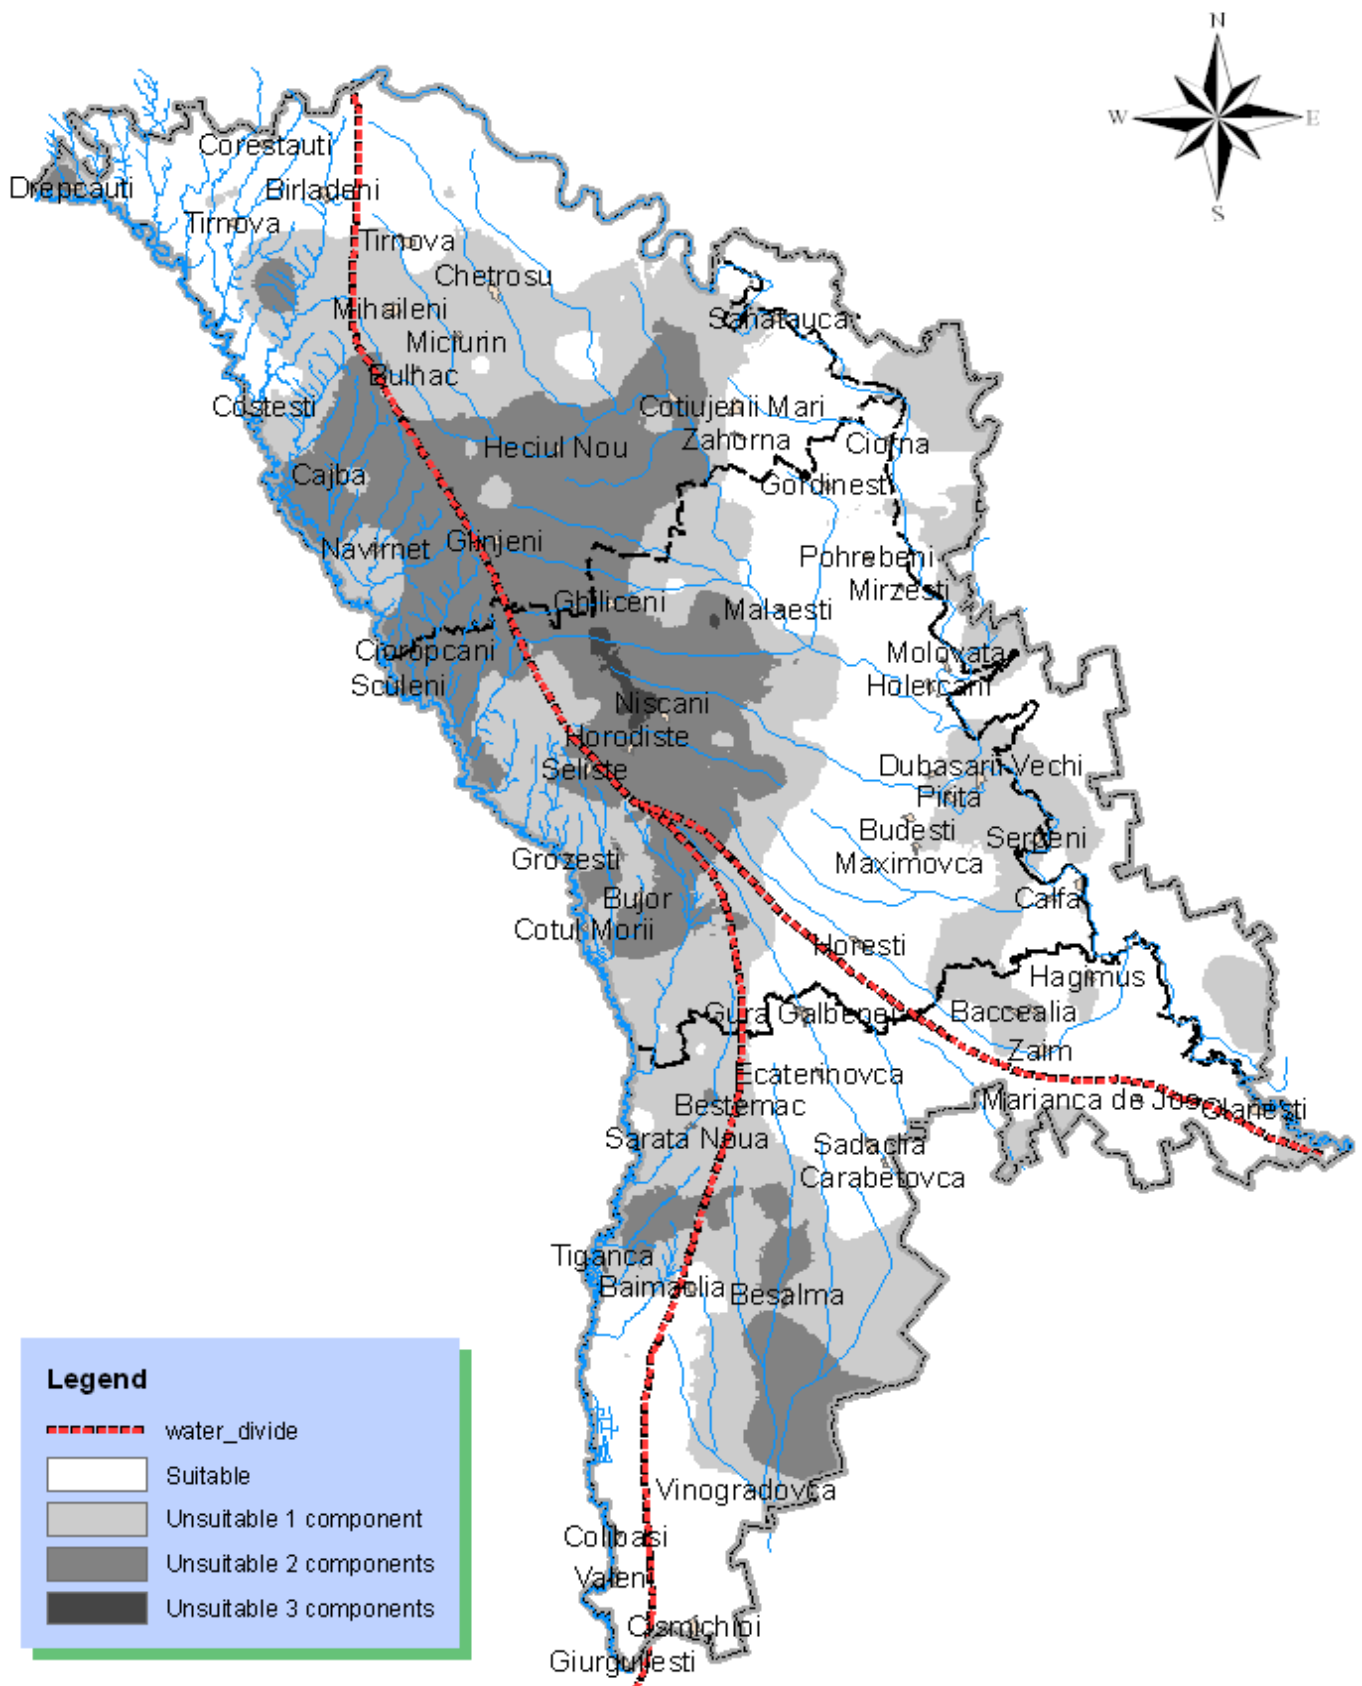 N
W
E
S
Corestauti
Drepcauti
Birladeni
Tirnova
Tirnova
Chetrosu
Mihaileni
Sanatauca
Miciurin
Bulhac
Costesti
Cotiujenii Mari
Zahorna
Ciorna
Heciul Nou
Cajba
Gordinesti
Navirnet
Glinjeni
Pohrebeni
Mirzesti
Ghiliceni
Malaesti
Cioropcani
Molovata
Sculeni
Holercani
Niscani
Horodiste
Seliste
Dubasarii Vechi
Pirita
Budesti
Serpeni
Maximovca
Grozesti
Bujor
Calfa
Cotul Morii
Horesti
Hagimus
Gura Galbenei
Baccealia
Zaim
Ecaterinovca
Bestemac
Marianca de Jos
Olanesti
Sarata Noua
Sadaclia
Carabetovca
Tiganca
Baimaclia
Besalma
Legend
water_divide
Suitable
Unsuitable 1 component
Unsuitable 2 components
Unsuitable 3 components
Vinogradovca
Colibasi
Valeni
Cismichioi
Giurgiulesti